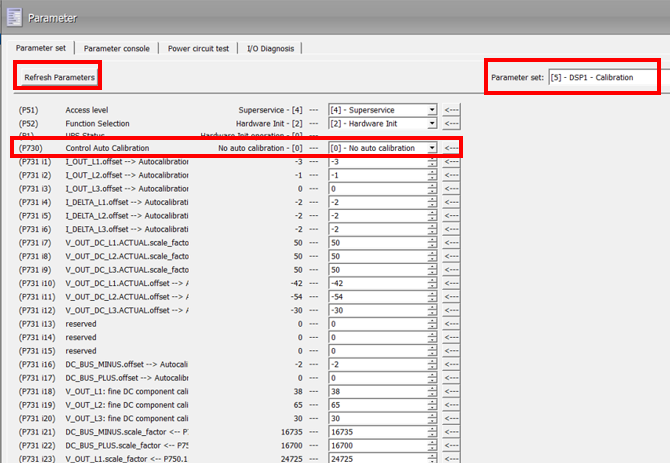 Parameter
Parameter set Parameter console Power circuit test I/O Diagnosis
Refresh Parameters Parameter set: [5] - DSP1 - Calibration
(P51) Access level Superservice - [4] --- [4] - Superservice <---
(P52) Function Selection Hardware Init - [2] --- [2] - Hardware Init <---
(P1) UPS Status Hardware Init operation - [0] ---
(P730) Control Auto Calibration No auto calibration - [0] --- [0] - No auto calibration <---
(P731 i1) I_OUT_L1.offset --> Autocalibration -3 --- -3 <---
(P731 i2) I_OUT_L2.offset --> Autocalibration -1 --- -1 <---
(P731 i3) I_OUT_L3.offset --> Autocalibration 0 --- 0 <---
(P731 i4) I_DELTA_L1.offset --> Autocalibrati -2 --- -2 <---
(P731 i5) I_DELTA_L2.offset --> Autocalibrati -2 --- -2 <---
(P731 i6) I_DELTA_L3.offset --> Autocalibrati -2 --- -2 <---
(P731 i7) V_OUT_DC_L1.ACTUAL.scale_factor 50 --- 50 <---
(P731 i8) V_OUT_DC_L2.ACTUAL.scale_factor 50 --- 50 <---
(P731 i9) V_OUT_DC_L3.ACTUAL.scale_factor 50 --- 50 <---
(P731 i10) V_OUT_DC_L1.ACTUAL.offset --> A -42 --- -42 <---
(P731 i11) V_OUT_DC_L2.ACTUAL.offset --> A -54 --- -54 <---
(P731 i12) V_OUT_DC_L3.ACTUAL.offset --> A -30 --- -30 <---
(P731 i13) reserved 0 --- 0 <---
(P731 i14) reserved 0 --- 0 <---
(P731 i15) reserved 0 --- 0 <---
(P731 i16) DC_BUS_MINUS.offset --> Autocali -2 --- -2 <---
(P731 i17) DC_BUS_PLUS.offset --> Autocalib 0 --- 0 <---
(P731 i18) V_OUT_L1: fine DC component cali 38 --- 38 <---
(P731 i19) V_OUT_L2: fine DC component cali 65 --- 65 <---
(P731 i20) V_OUT_L3: fine DC component cali 30 --- 30 <---
(P731 i21) DC_BUS_MINUS.scale_factor <-- P7 16735 --- 16735 <---
(P731 i22) DC_BUS_PLUS.scale_factor <-- P75 16700 --- 16700 <---
(P731 i23) V_OUT_L1.scale_factor <-- P750.1 24725 --- 24725 <---